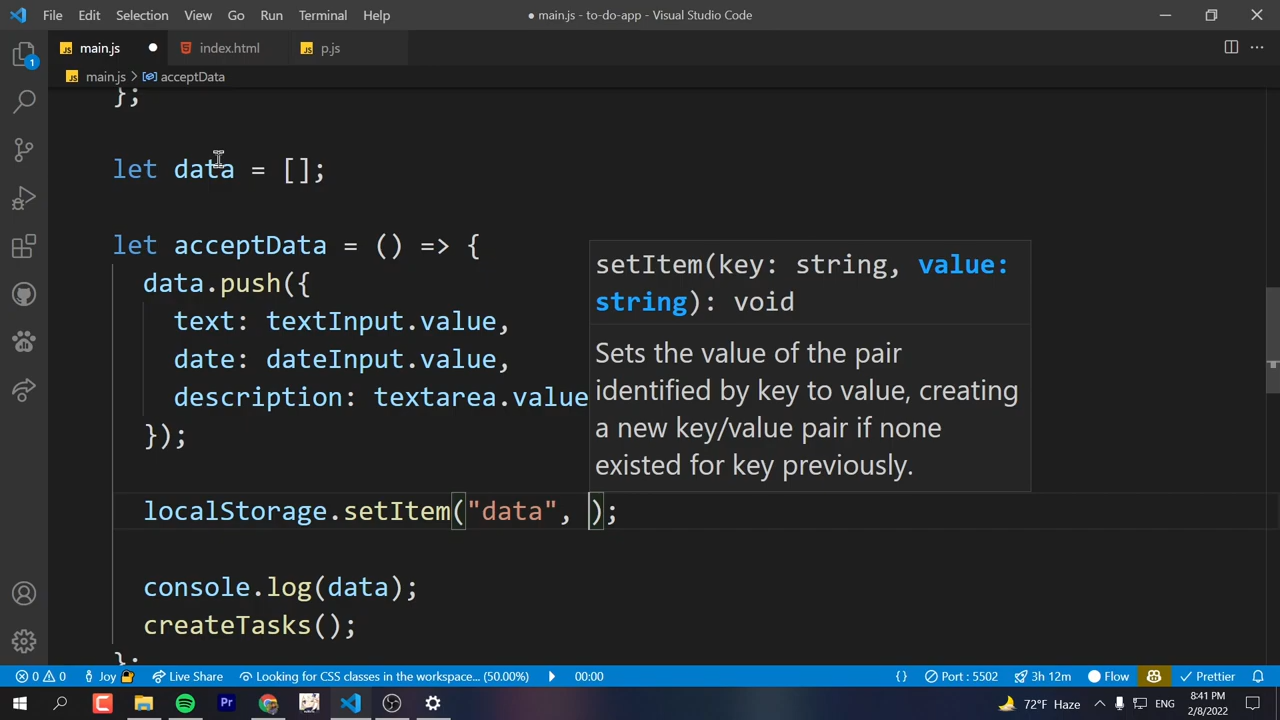 File Edit Selection View Go Run Terminal Help
● main.js - to-do-app - Visual Studio Code
JS main.js ● index.html JS p.js
JS main.js > acceptData
1
};
let data = [];
let acceptData = () => {
data.push({
text: textInput.value,
date: dateInput.value,
description: textarea.value
});
setItem(key: string, value:
string): void
Sets the value of the pair
identified by key to value, creating
a new key/value pair if none
existed for key previously.
localStorage.setItem("data", );
console.log(data);
createTasks();
};
0 0 Joy Live Share Looking for CSS classes in the workspace... (50.00%) 00:00 {} Port : 5502 3h 12m Flow Prettier
Pr 72°F Haze ENG 8:41 PM
2/8/2022